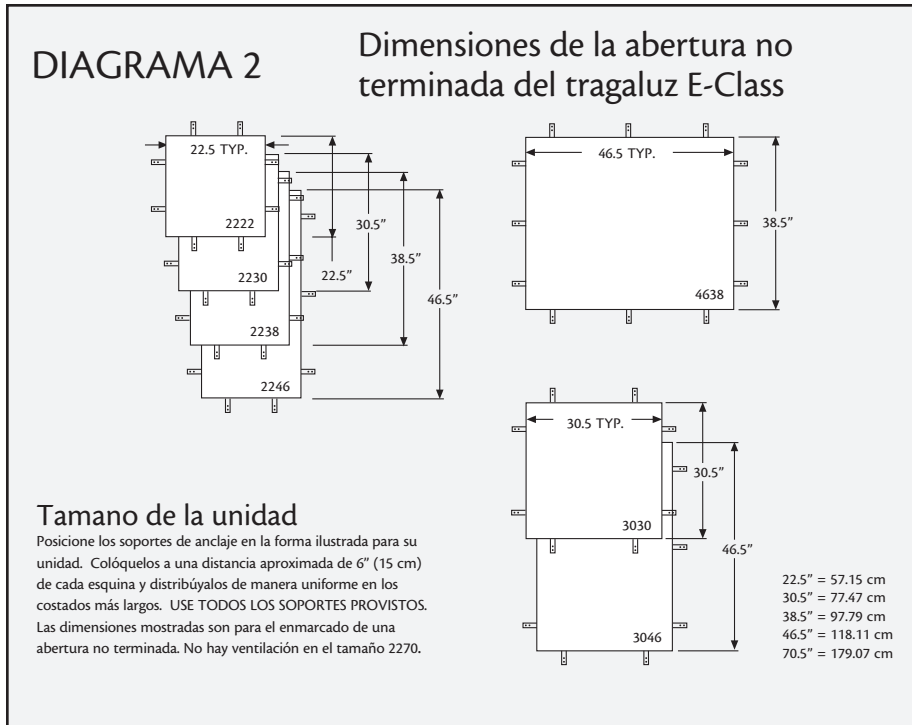 DIAGRAMA 2
Dimensiones de la abertura no
terminada del tragaluz E-Class
22.5 TYP.
2222
2230
2238
2246
22.5”
30.5”
38.5”
46.5”
46.5 TYP.
4638
38.5”
30.5 TYP.
3030
3046
30.5”
46.5”
Tamano de la unidad
Posicione los soportes de anclaje en la forma ilustrada para su
unidad. Colóquelos a una distancia aproximada de 6” (15 cm)
de cada esquina y distribúyalos de manera uniforme en los
costados más largos. USE TODOS LOS SOPORTES PROVISTOS.
Las dimensiones mostradas son para el enmarcado de una
abertura no terminada. No hay ventilación en el tamaño 2270.
22.5” = 57.15 cm
30.5” = 77.47 cm
38.5” = 97.79 cm
46.5” = 118.11 cm
70.5” = 179.07 cm